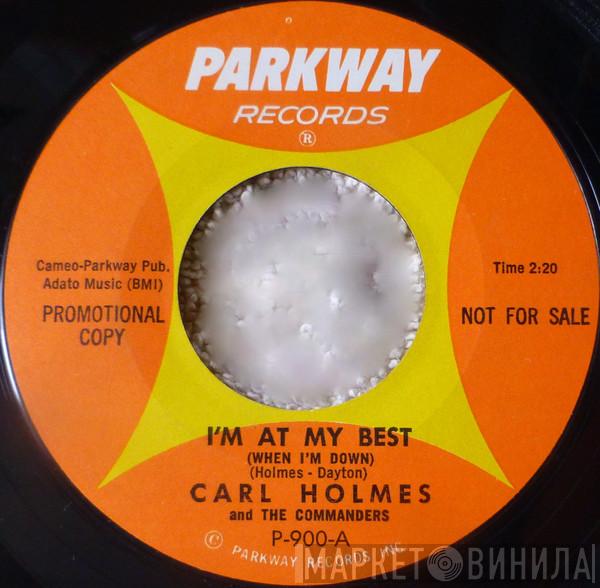 PARKWAY
RECORDS
®
Cameo-Parkway Pub.
Adato Music (BMI)
PROMOTIONAL
COPY
Time 2:20
NOT FOR SALE
I'M AT MY BEST
(WHEN I'M DOWN)
(Holmes - Dayton)
CARL HOLMES
and THE COMMANDERS
P-900-A
© PARKWAY RECORDS INC
МАРКЕТ ВИНИЛА